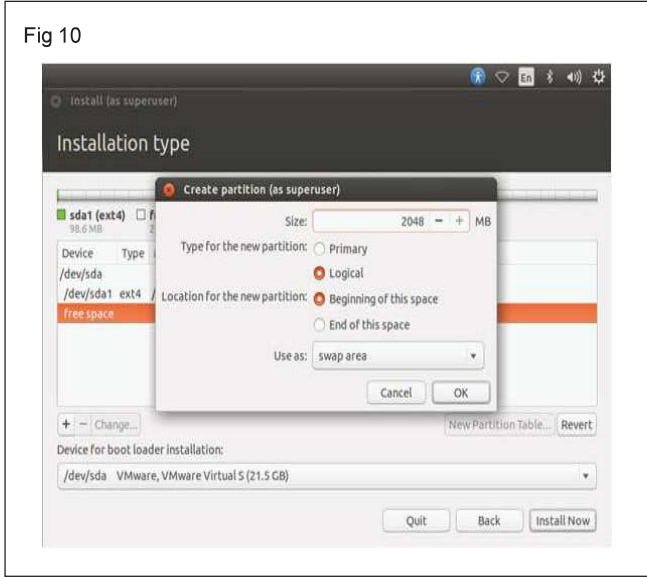 Fig 10
En
Install (as superuser)
Installation type
Create partition (as superuser)
sda1 (ext4)
98.6 MB
Size: 2048 − + MB
Type for the new partition: Primary
Logical
Location for the new partition: Beginning of this space
End of this space
Use as: swap area
Cancel OK
Device Type
/dev/sda
/dev/sda1 ext4 /
free space
+ − Change...
New Partition Table... Revert
Device for boot loader installation:
/dev/sda VMware, VMware Virtual S (21.5 GB)
Quit Back Install Now